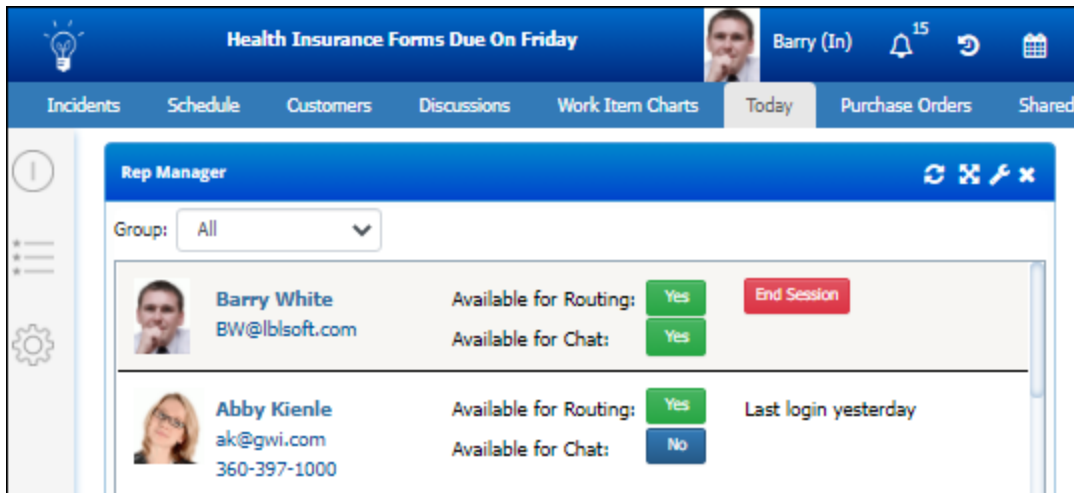 Health Insurance Forms Due On Friday
Barry (In)
15
Incidents Schedule Customers Discussions Work Item Charts Today Purchase Orders Shared
Rep Manager
Group: All
Barry White
BW@lblsoft.com
Available for Routing: Yes
Available for Chat: Yes
End Session
Abby Kienle
ak@gwi.com
360-397-1000
Available for Routing: Yes
Available for Chat: No
Last login yesterday